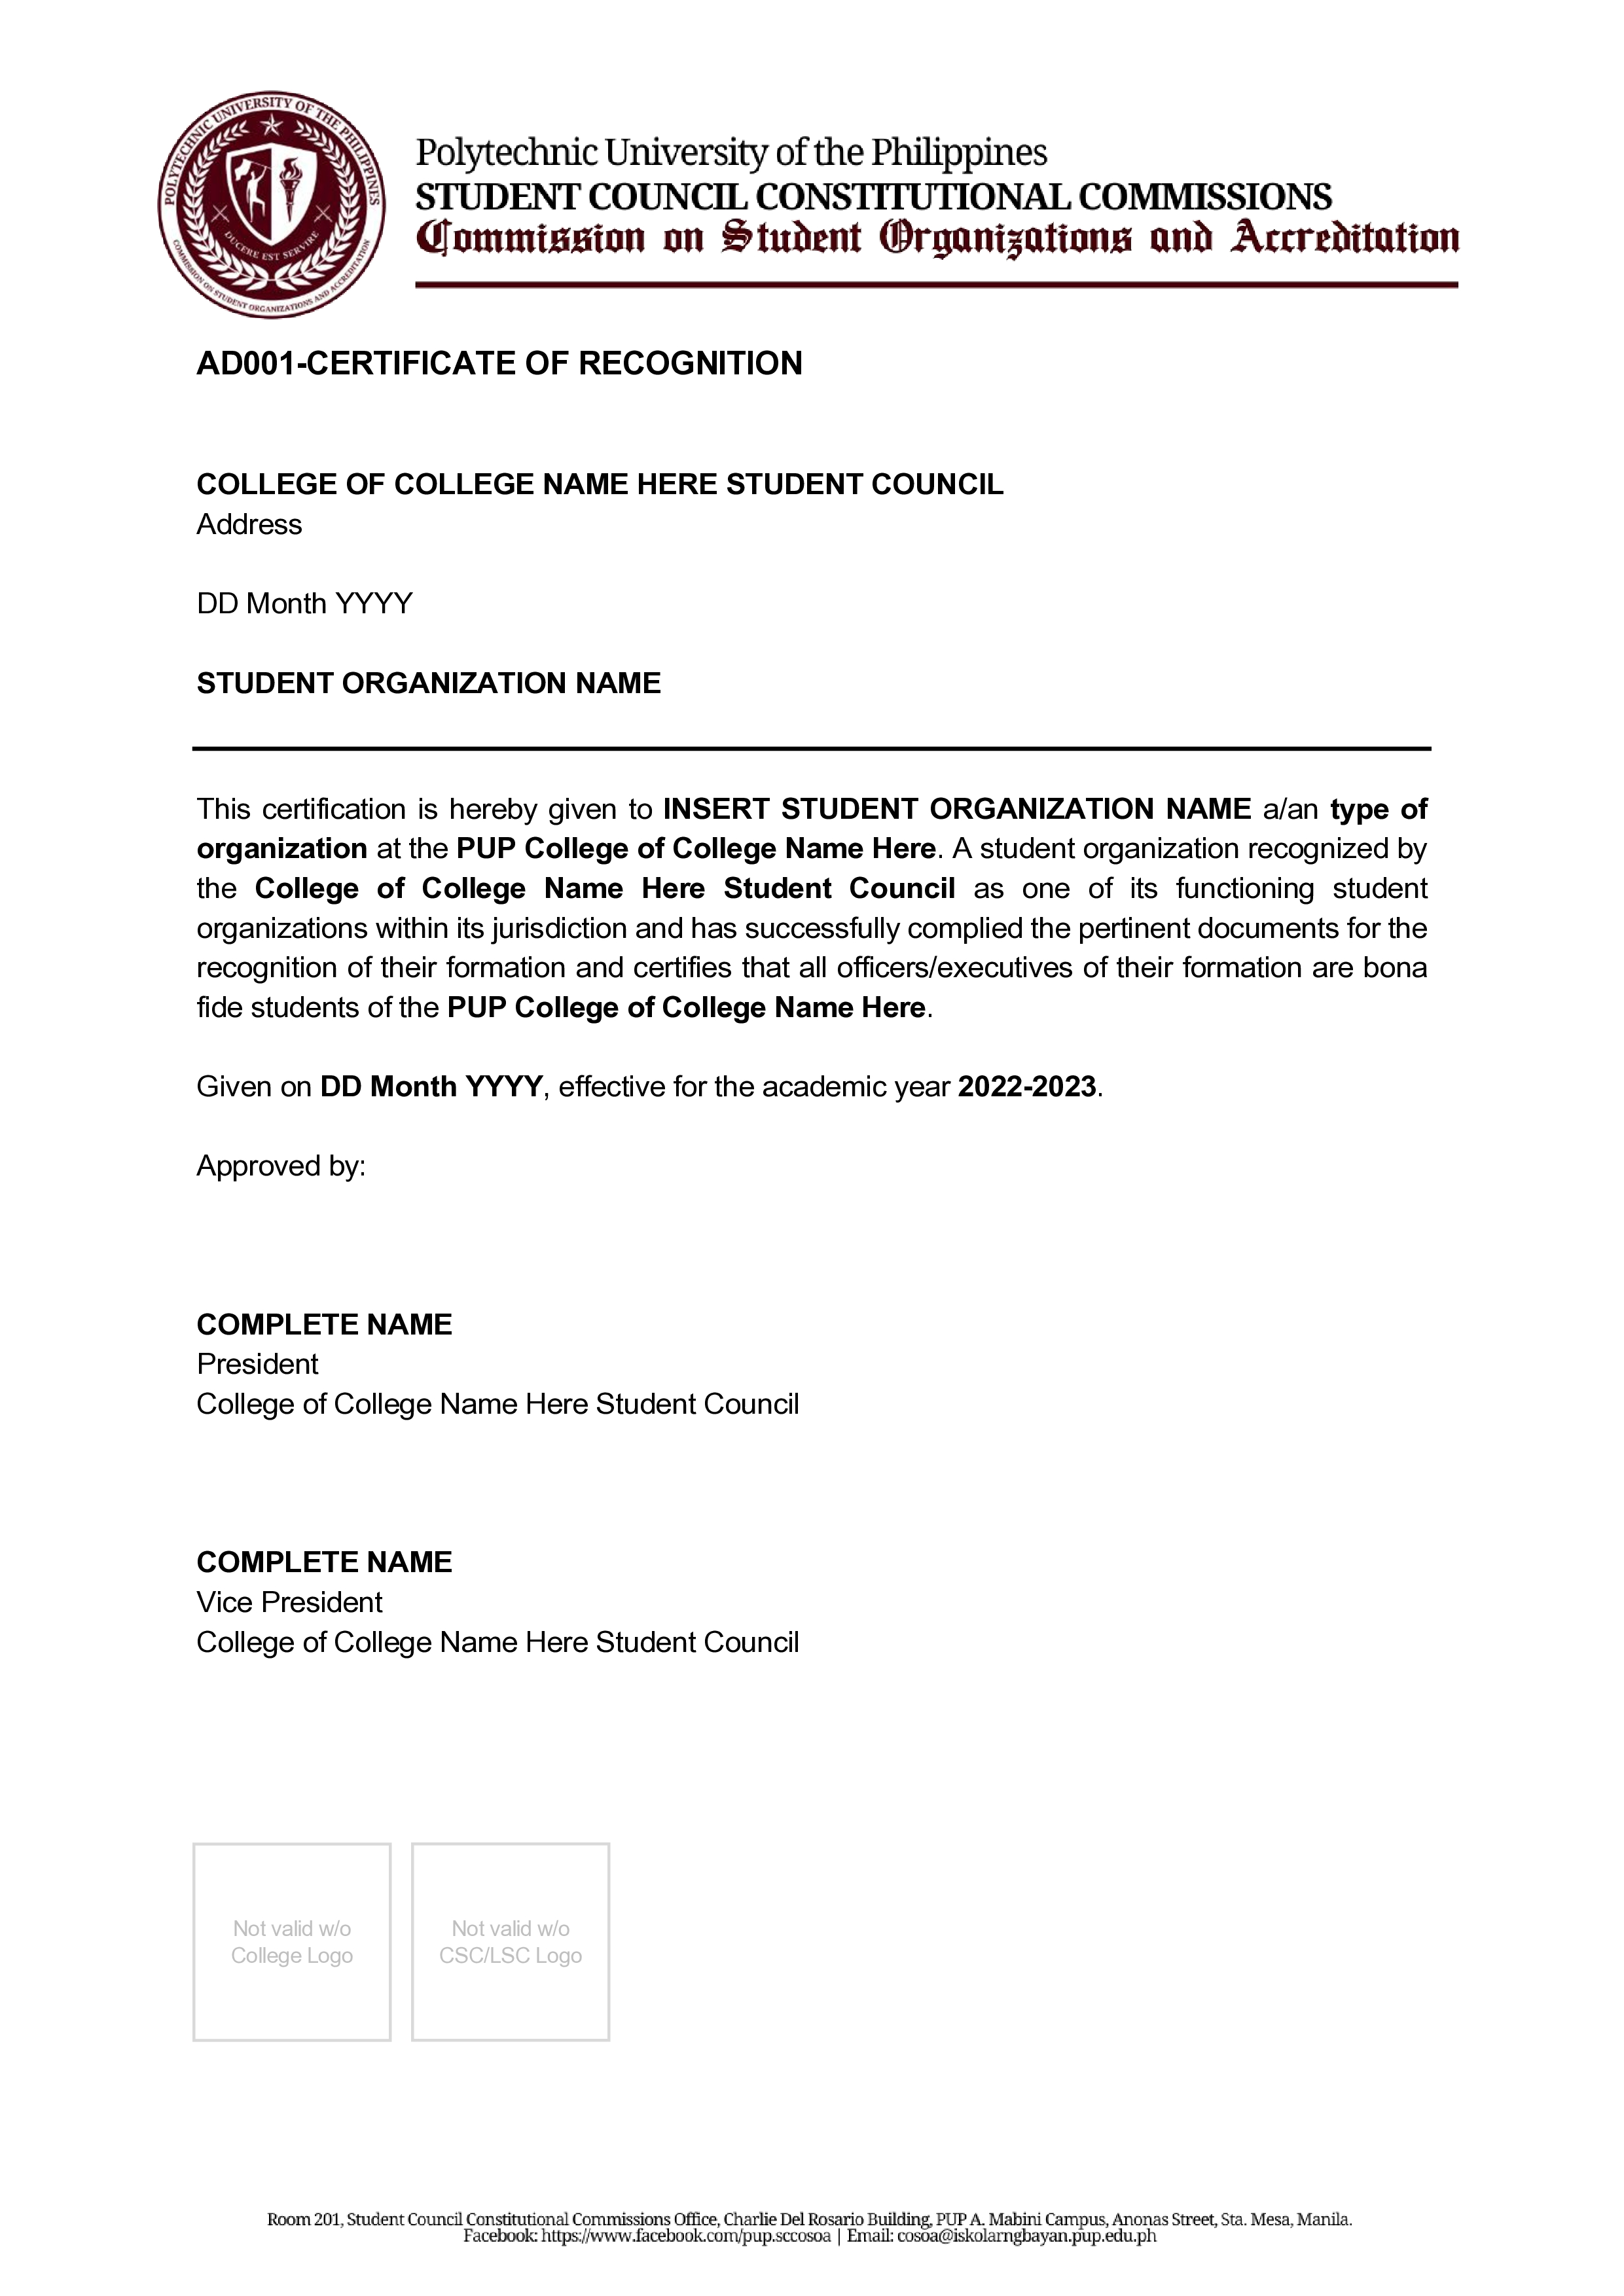 POLYTECHNIC UNIVERSITY OF THE PHILIPPINES
DUCERE EST SERVIRE
COMMISSION ON STUDENT ORGANIZATIONS AND ACCREDITATION
Polytechnic University of the Philippines
STUDENT COUNCIL CONSTITUTIONAL COMMISSIONS
Commission on Student Organizations and Accreditation
AD001-CERTIFICATE OF RECOGNITION
COLLEGE OF COLLEGE NAME HERE STUDENT COUNCIL
Address
DD Month YYYY
STUDENT ORGANIZATION NAME
This certification is hereby given to INSERT STUDENT ORGANIZATION NAME a/an type of
organization at the PUP College of College Name Here. A student organization recognized by
the College of College Name Here Student Council as one of its functioning student
organizations within its jurisdiction and has successfully complied the pertinent documents for the
recognition of their formation and certifies that all officers/executives of their formation are bona
fide students of the PUP College of College Name Here.
Given on DD Month YYYY, effective for the academic year 2022-2023.
Approved by:
COMPLETE NAME
President
College of College Name Here Student Council
COMPLETE NAME
Vice President
College of College Name Here Student Council
Not valid w/o
College Logo
Not valid w/o
CSC/LSC Logo
Room 201, Student Council Constitutional Commissions Office, Charlie Del Rosario Building, PUP A. Mabini Campus, Anonas Street, Sta. Mesa, Manila.
Facebook: https://www.facebook.com/pup.sccosoa | Email: cosoa@iskolarngbayan.pup.edu.ph